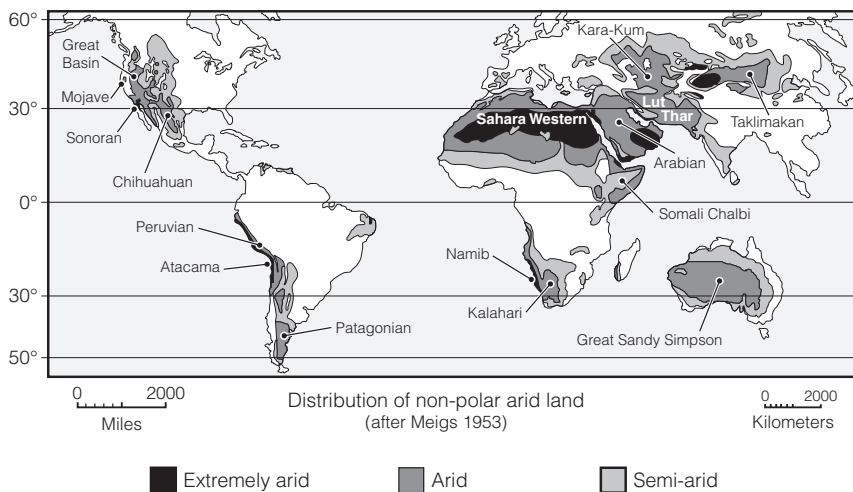 60°
Great
Basin
Kara-Kum
Mojave
30°
Sahara Western
Lut
Thar
Taklimakan
Sonoran
Arabian
Chihuahuan
0°
Somali Chalbi
Peruvian
Namib
Atacama
30°
Kalahari
Patagonian
Great Sandy Simpson
50°
0 2000
Miles
Distribution of non-polar arid land
(after Meigs 1953)
0 2000
Kilometers
Extremely arid
Arid
Semi-arid